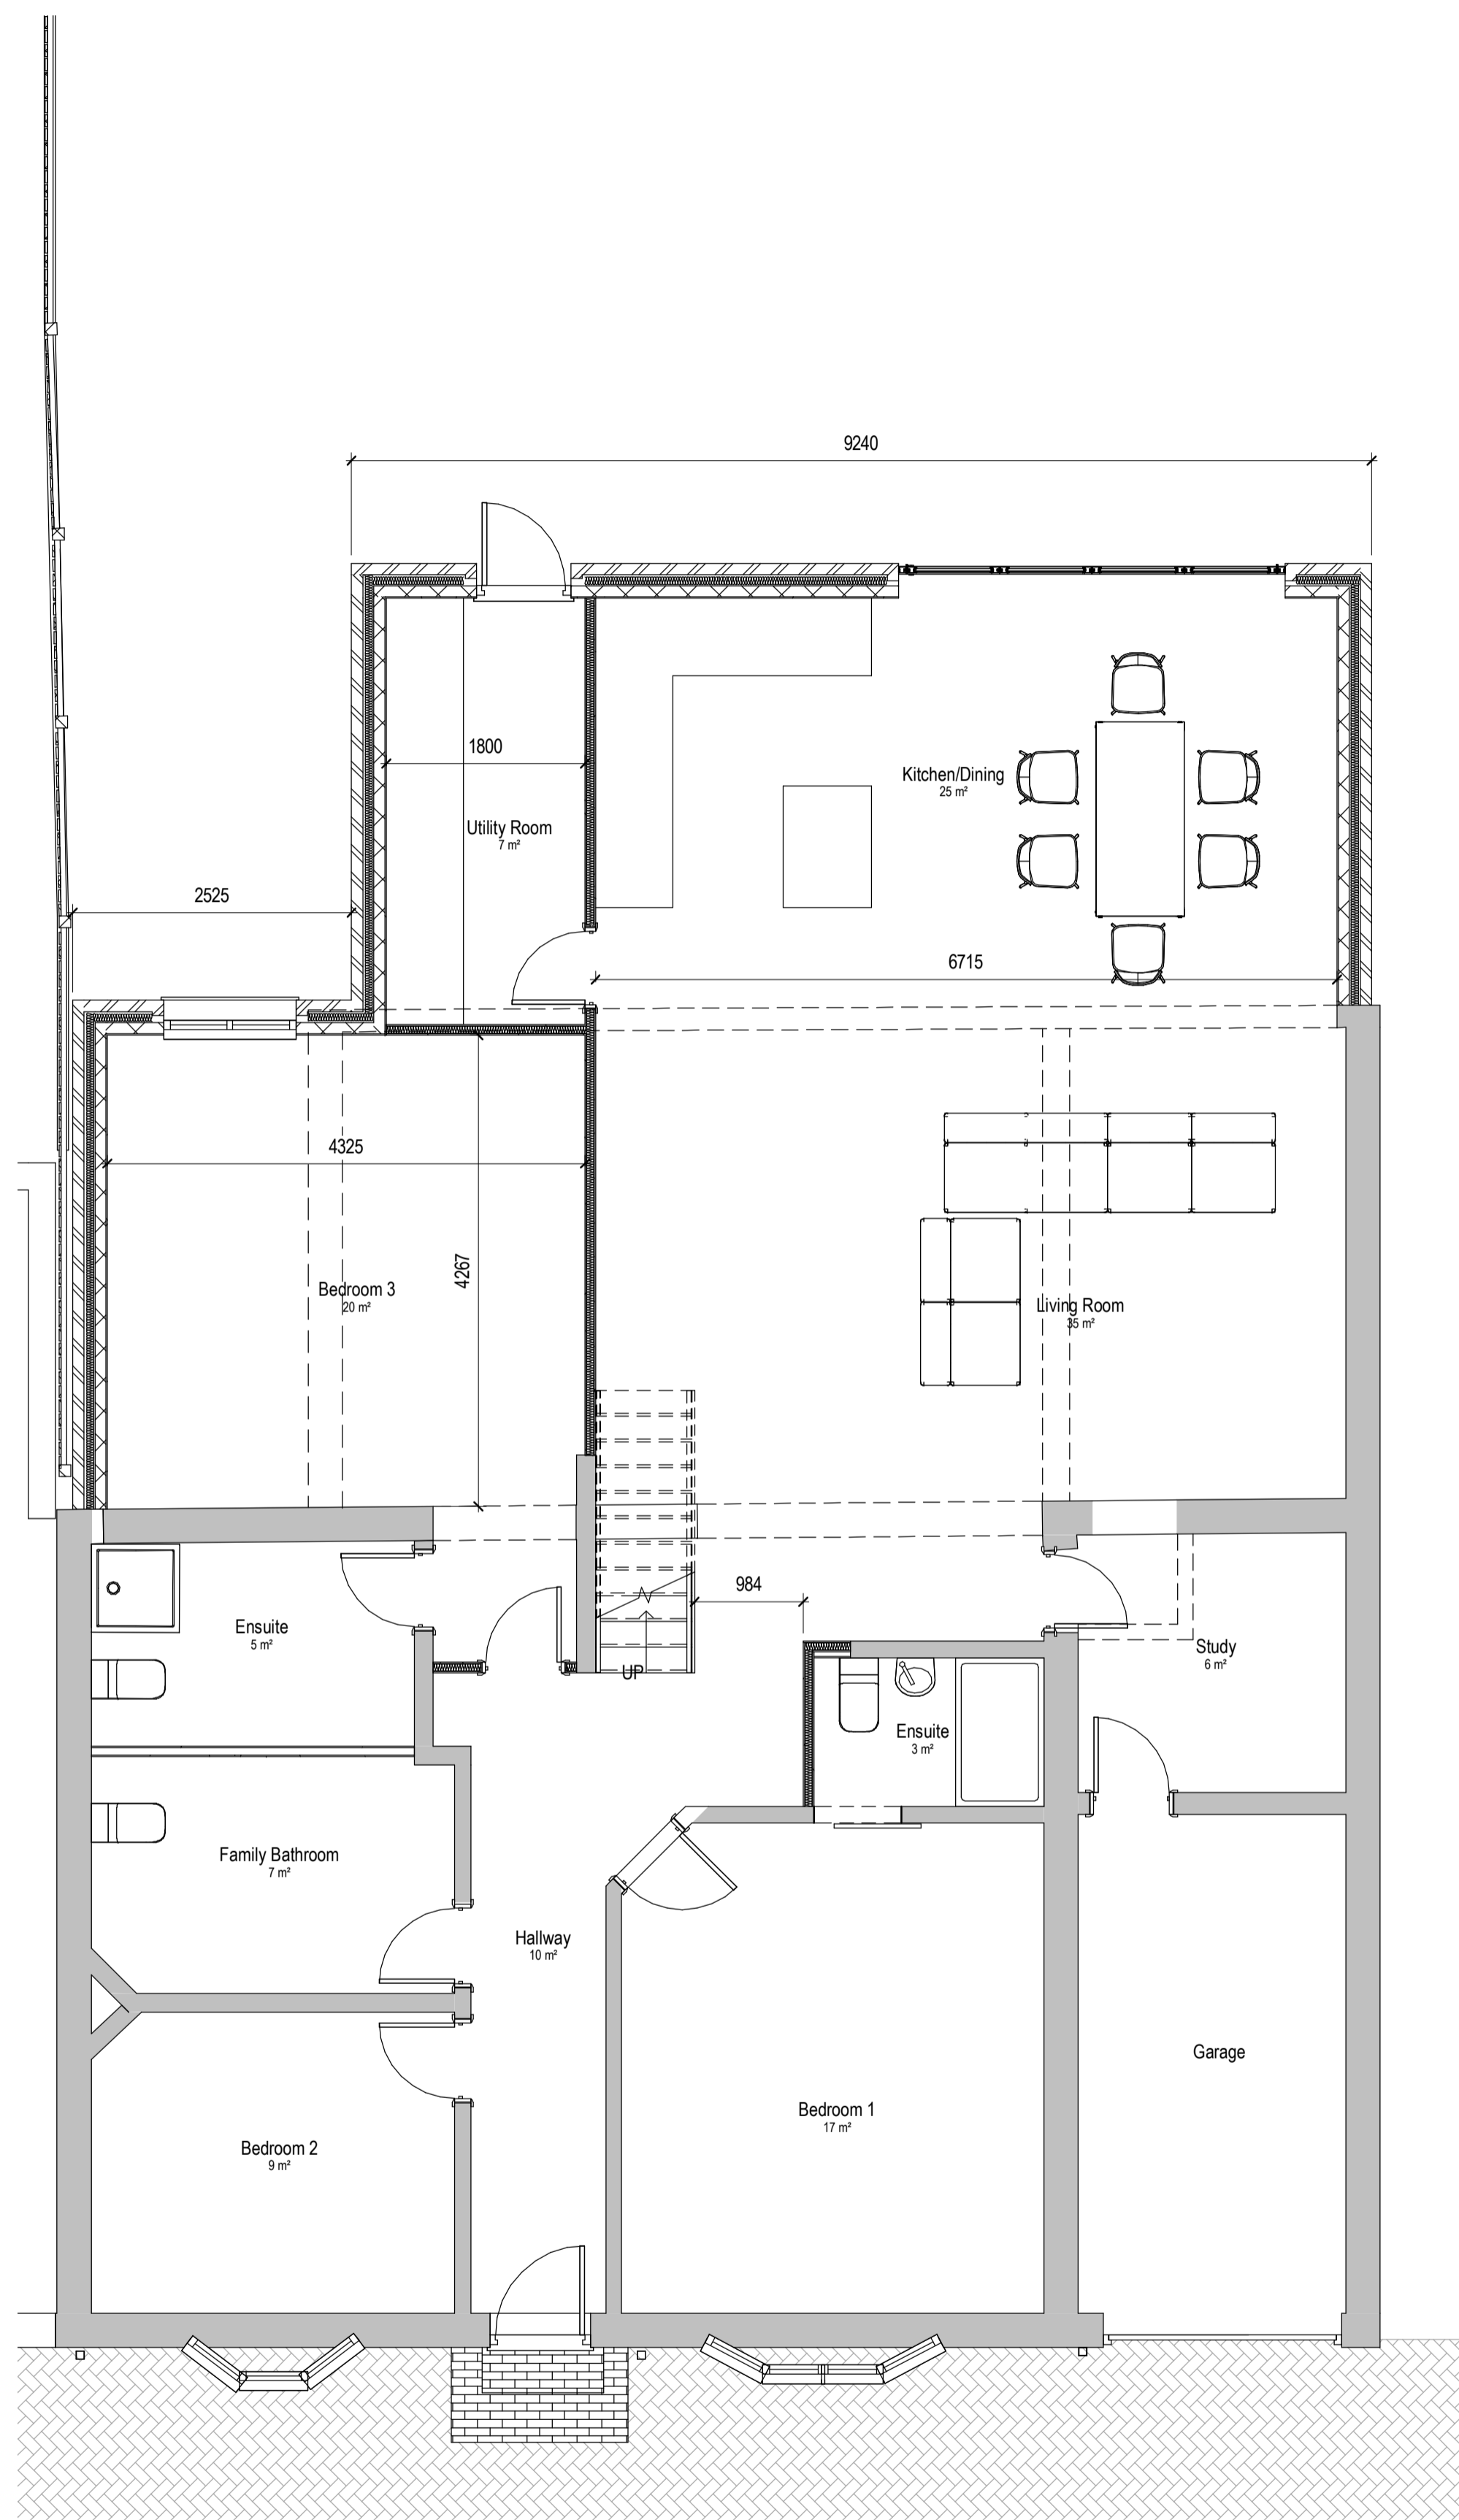 9240
1800
Kitchen/Dining
25 m²
Utility Room
7 m²
2525
6715
4325
4267
Bedroom 3
20 m²
Living Room
35 m²
984
Ensuite
5 m²
Study
6 m²
UP
Ensuite
3 m²
Family Bathroom
7 m²
Hallway
10 m²
Garage
Bedroom 1
17 m²
Bedroom 2
9 m²